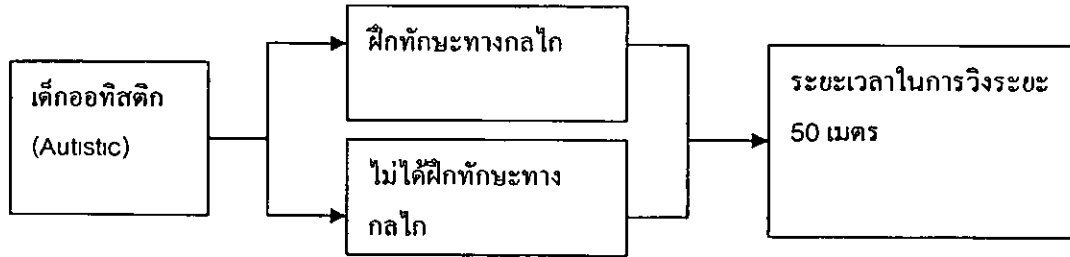 เด็กออทิสติก
(Autistic)
ฝึกทักษะทางกลไก
ไม่ได้ฝึกทักษะทาง
กลไก
ระยะเวลาในการวิ่งระยะ
50 เมตร